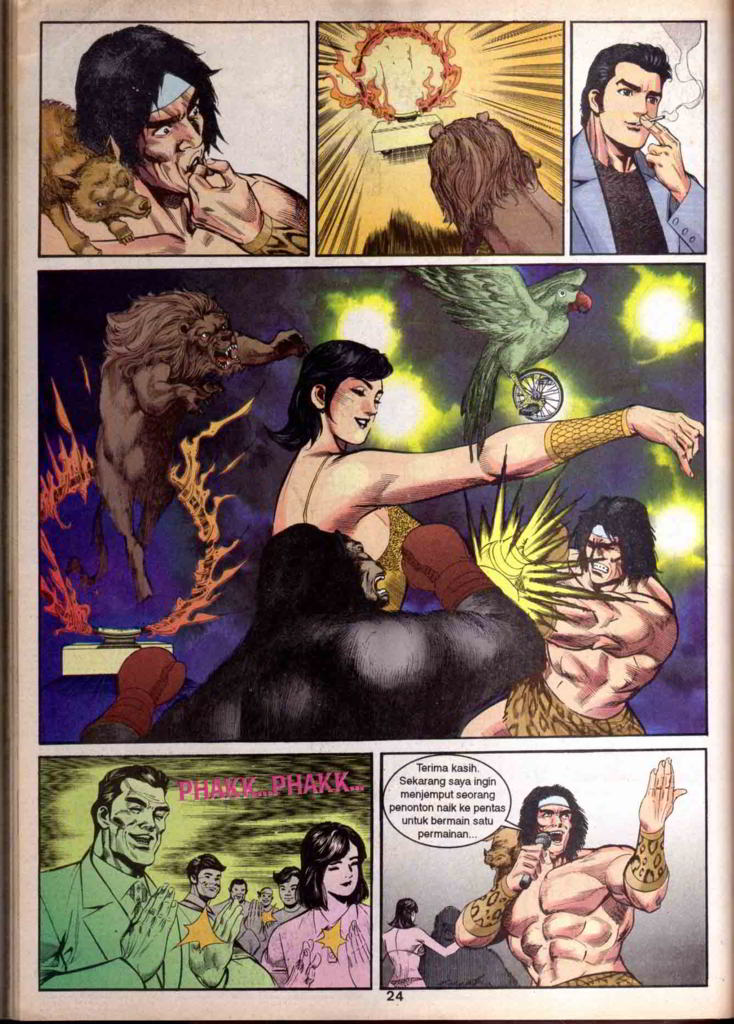 PHAKK...PHAKK...
Terima kasih.
Sekarang saya ingin
menjemput seorang
penonton naik ke pentas
untuk bermain satu
permainan...
24